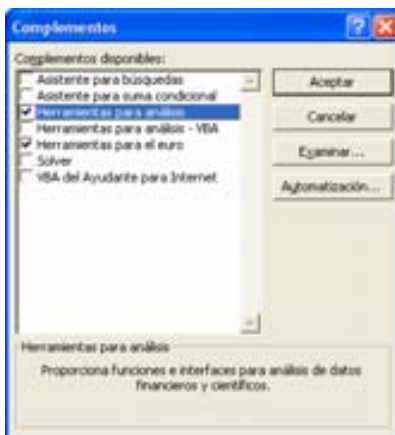 Complementos
Complementos disponibles:
Asistente para búsquedas
Asistente para suma condicional
Herramientas para análisis
Herramientas para análisis - VBA
Herramientas para el euro
Solver
VBA del Ayudante para Internet
Aceptar
Cancelar
Examinar...
Automatización...
Herramientas para análisis
Proporciona funciones e interfaces para análisis de datos
financieros y científicos.